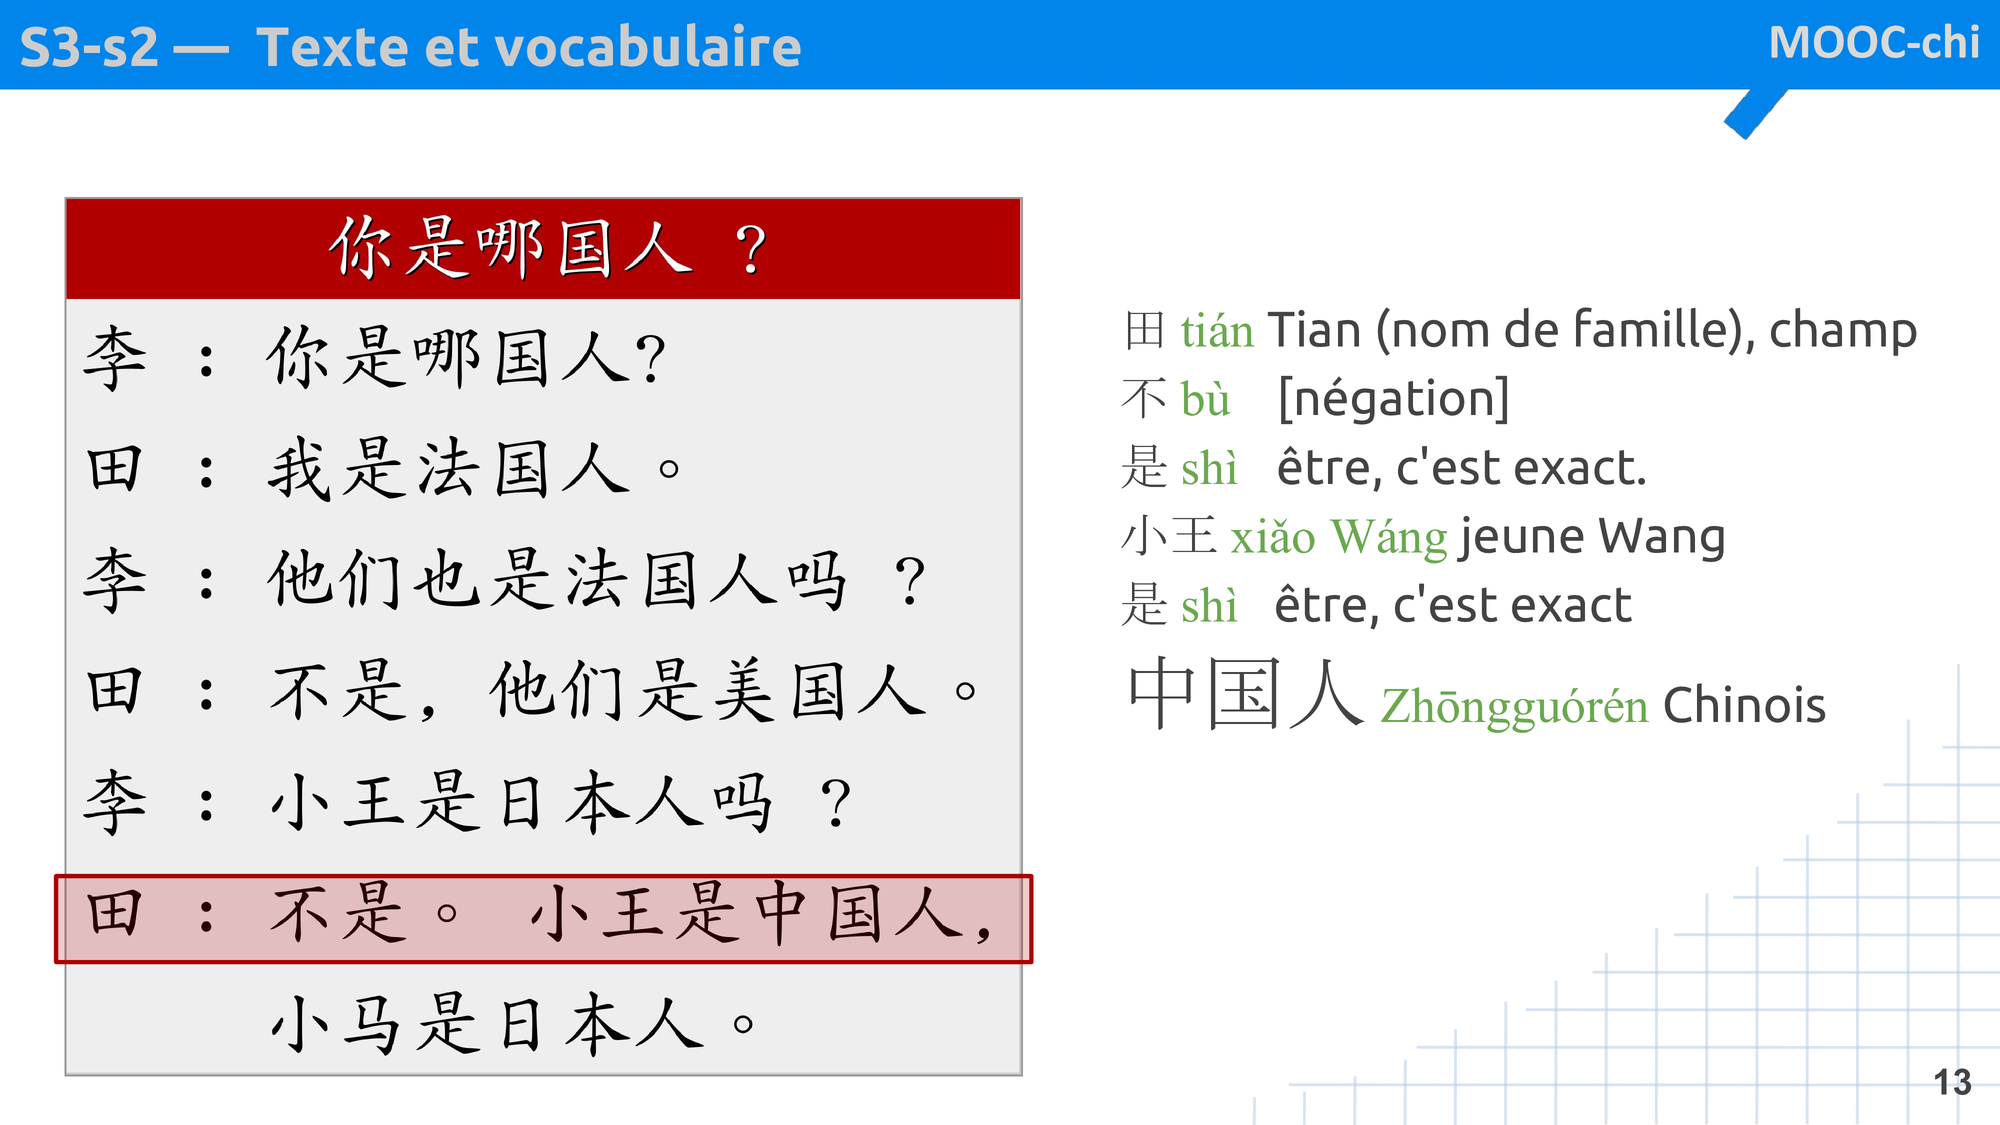 S3-s2 — Texte et vocabulaire
MOOC-chi
你是哪国人 ？
李 ：你是哪国人?
田 ：我是法国人。
李 ：他们也是法国人吗 ？
田 ：不是，他们是美国人。
李 ：小王是日本人吗 ？
田 ：不是。 小王是中国人，
小马是日本人。
田 tián Tian (nom de famille), champ
不 bù [négation]
是 shì être, c'est exact.
小王 xiǎo Wáng jeune Wang
是 shì être, c'est exact
中国人 Zhōngguórén Chinois
13